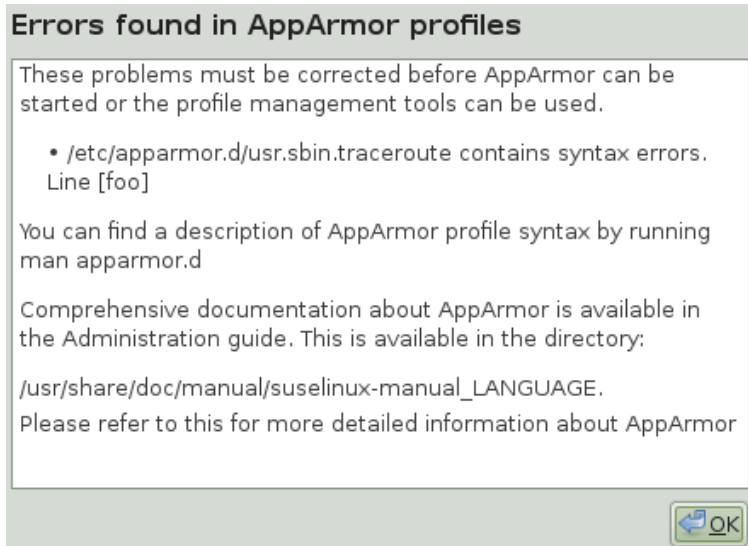 Errors found in AppArmor profiles
These problems must be corrected before AppArmor can be
started or the profile management tools can be used.
• /etc/apparmor.d/usr.sbin.traceroute contains syntax errors.
Line [foo]
You can find a description of AppArmor profile syntax by running
man apparmor.d
Comprehensive documentation about AppArmor is available in
the Administration guide. This is available in the directory:
/usr/share/doc/manual/suselinux-manual_LANGUAGE.
Please refer to this for more detailed information about AppArmor
OK